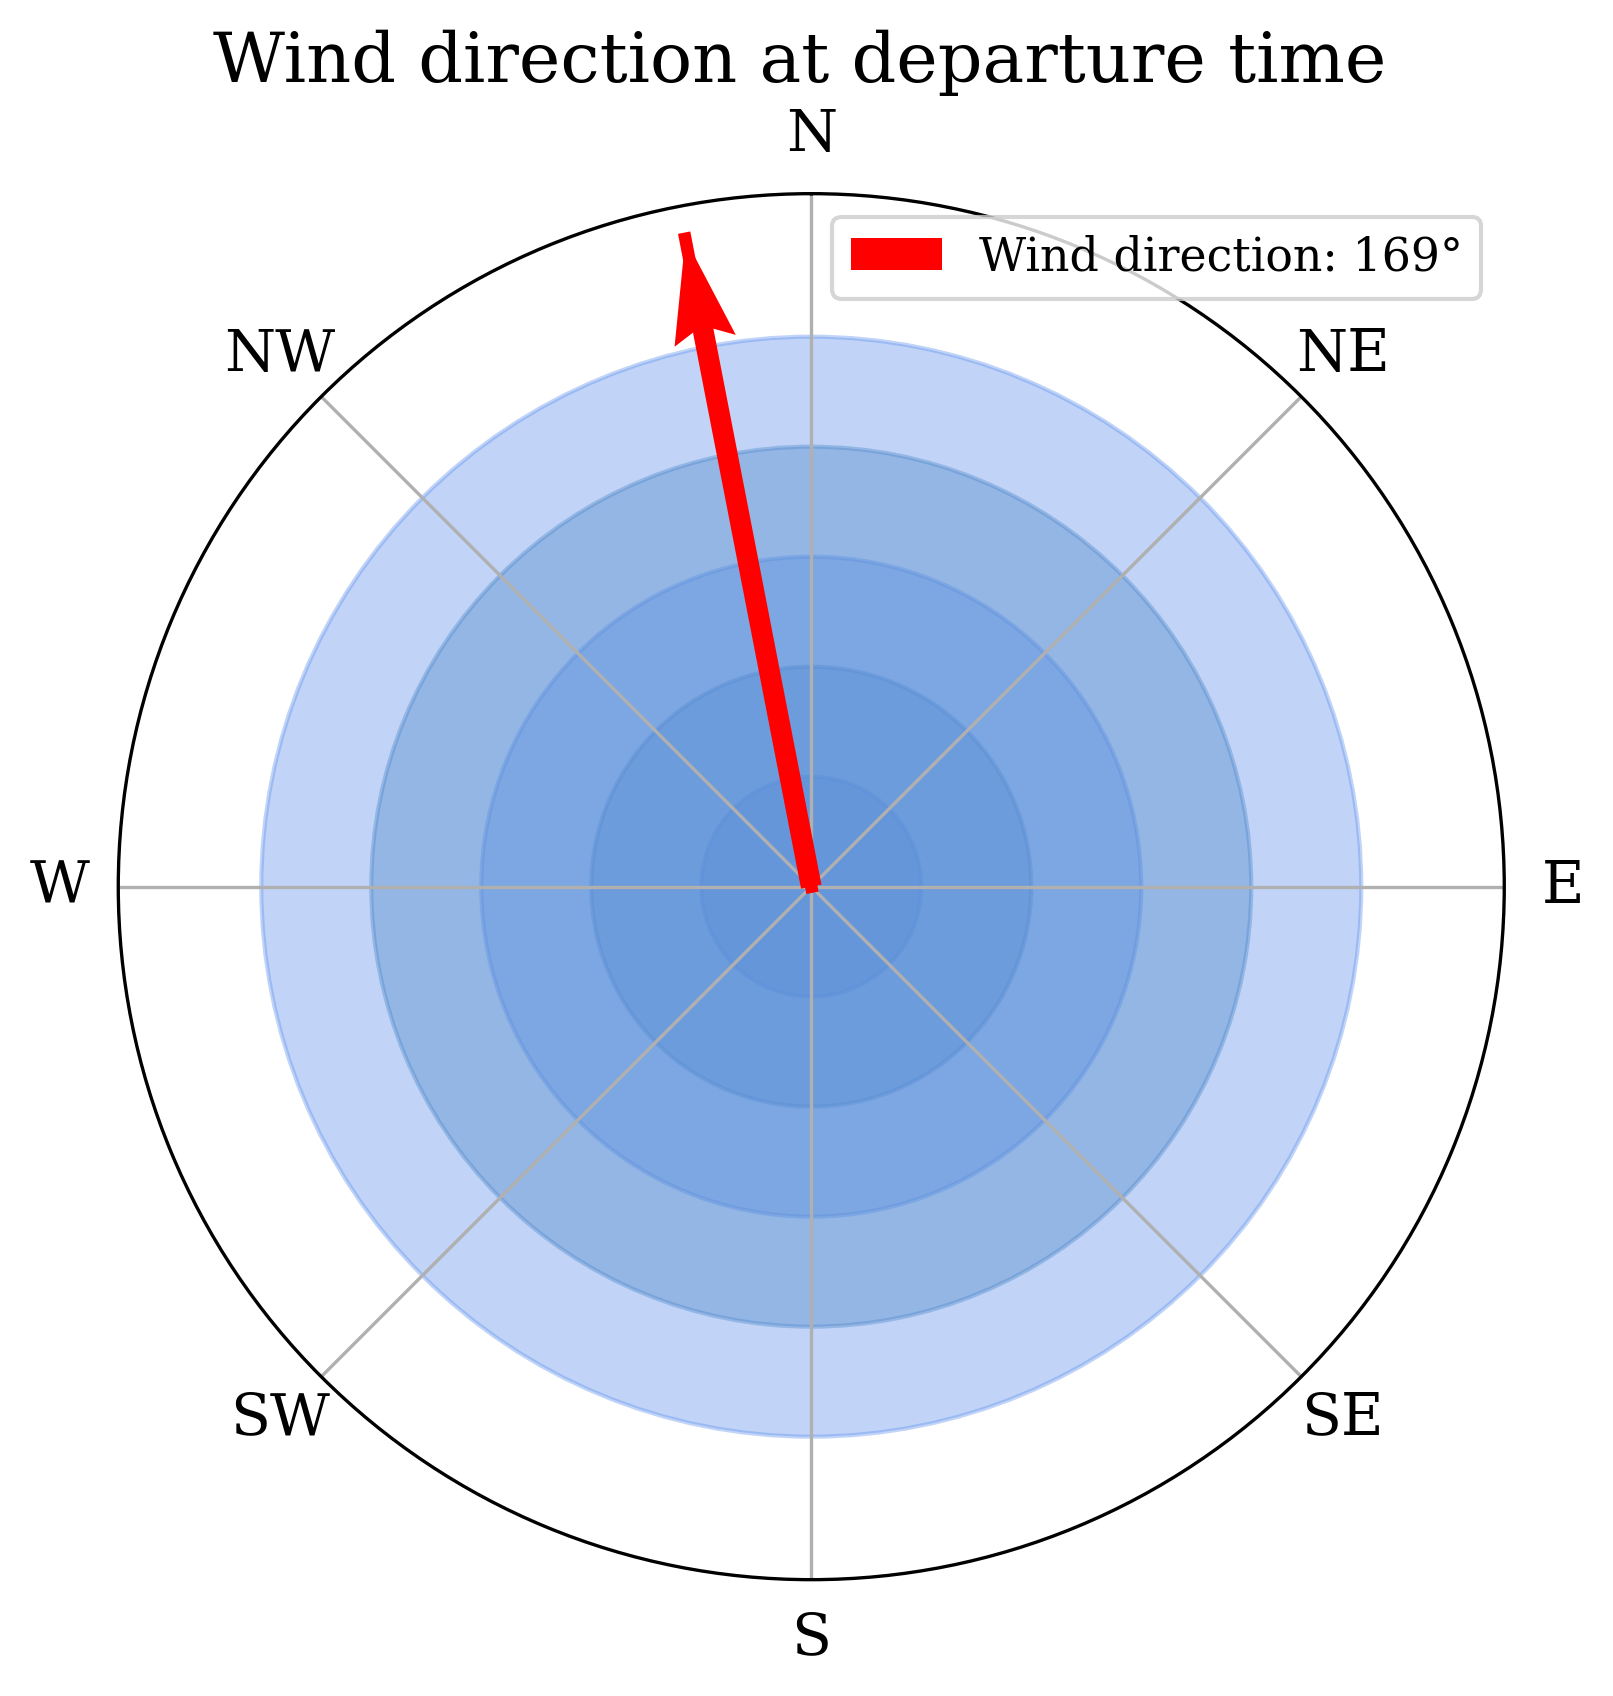 Wind direction at departure time
N
Wind direction: 169°
NW
NE
W
E
SW
SE
S